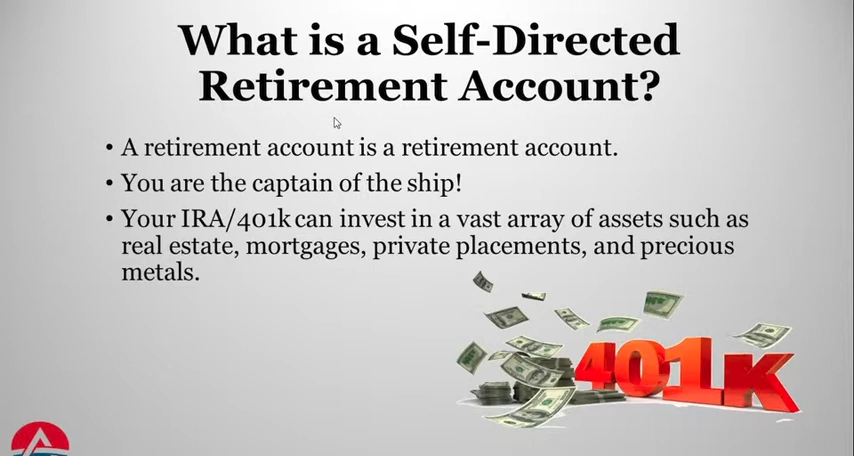 What is a Self-Directed
Retirement Account?
• A retirement account is a retirement account.
• You are the captain of the ship!
• Your IRA/401k can invest in a vast array of assets such as
real estate, mortgages, private placements, and precious
metals.
401K